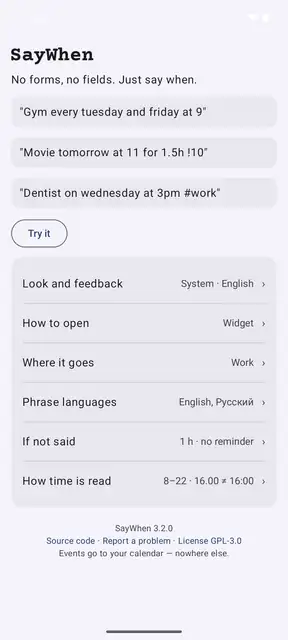 SayWhen
No forms, no fields. Just say when.
"Gym every tuesday and friday at 9"
"Movie tomorrow at 11 for 1.5h !10"
"Dentist on wednesday at 3pm #work"
Try it
Look and feedback System · English ›
How to open Widget ›
Where it goes Work ›
Phrase languages English, Русский ›
If not said 1 h · no reminder ›
How time is read 8–22 · 16.00 ≠ 16:00 ›
SayWhen 3.2.0
Source code · Report a problem · License GPL-3.0
Events go to your calendar — nowhere else.